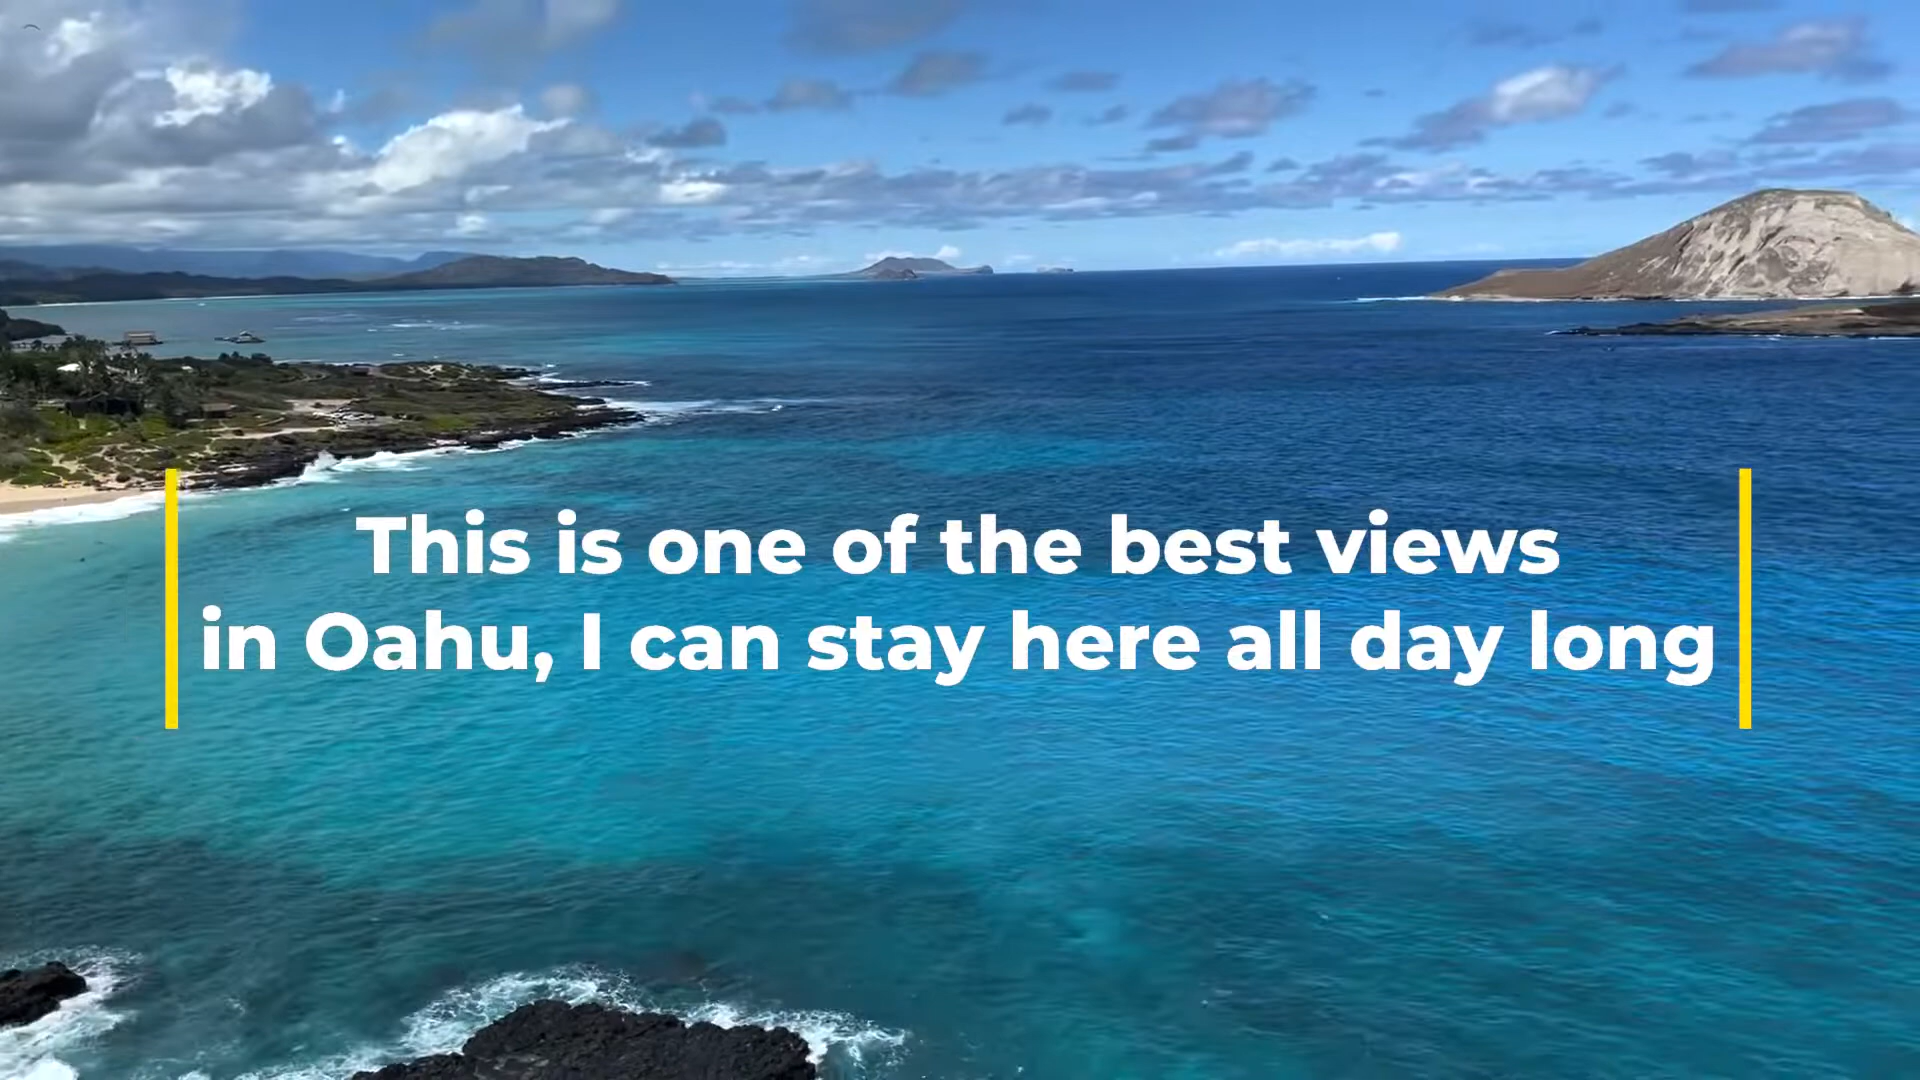 This is one of the best views
in Oahu, I can stay here all day long